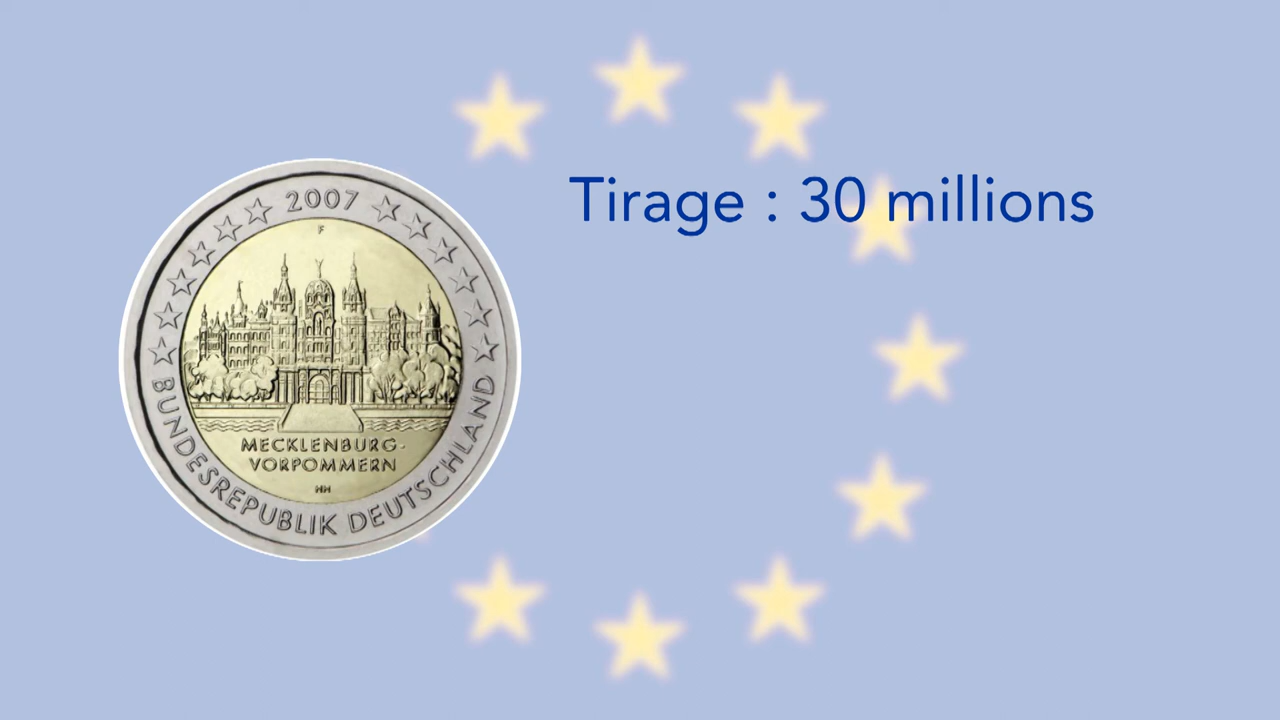 Tirage : 30 millions
2007
F
MECKLENBURG-
VORPOMMERN
HH
BUNDESREPUBLIK DEUTSCHLAND